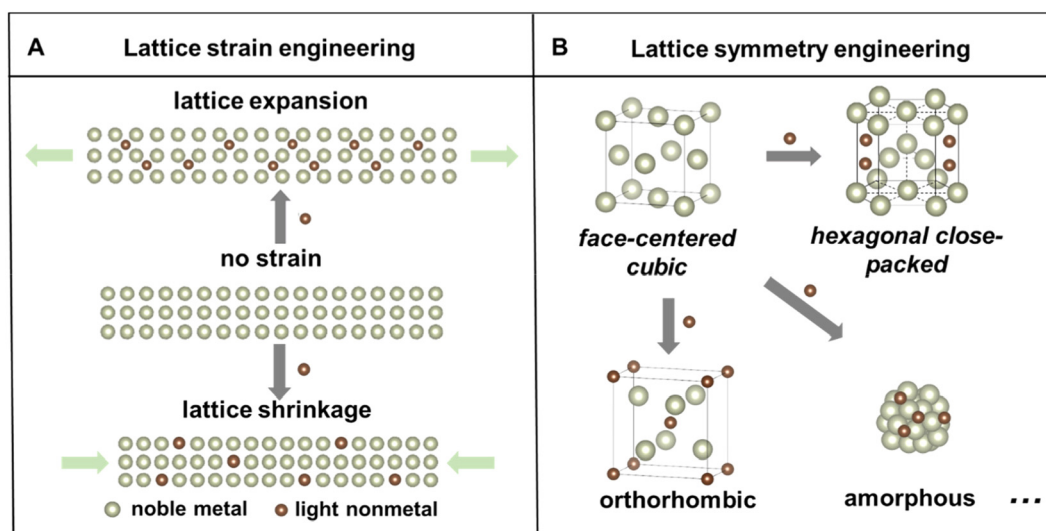 A
Lattice strain engineering
lattice expansion
no strain
lattice shrinkage
noble metal
light nonmetal
B
Lattice symmetry engineering
face-centered
cubic
hexagonal close-
packed
orthorhombic
amorphous
...